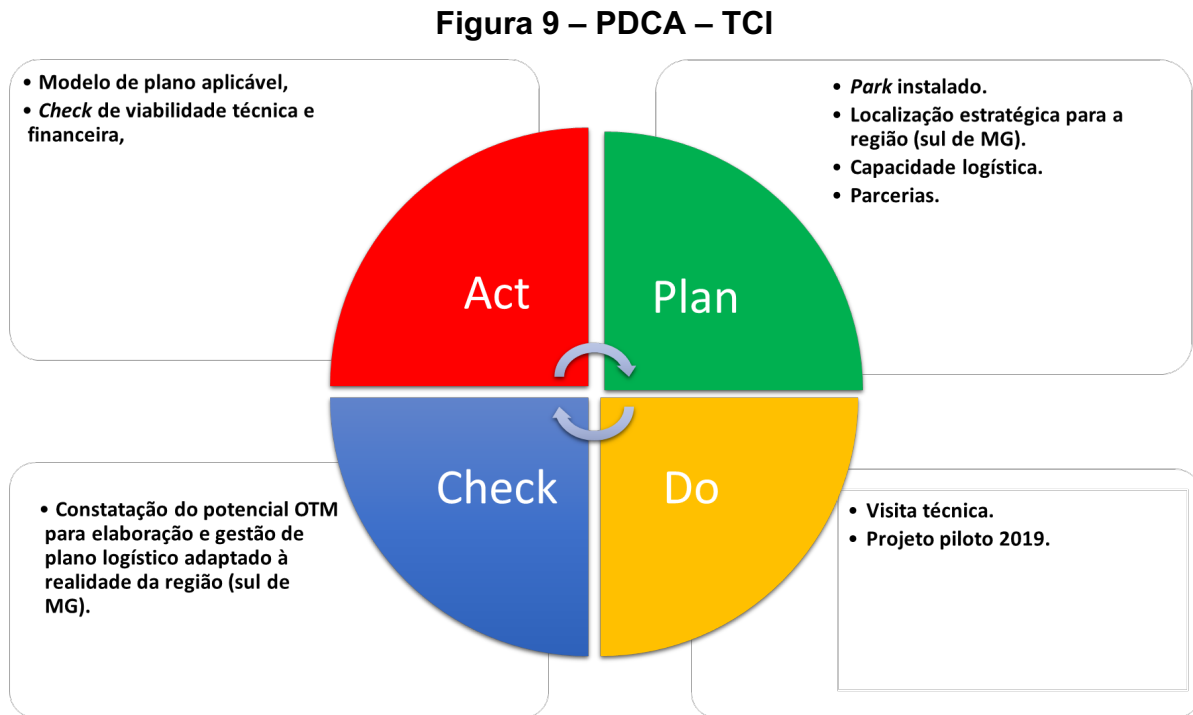 Figura 9 – PDCA – TCI
• Modelo de plano aplicável,
• Check de viabilidade técnica e
financeira,
• Park instalado.
• Localização estratégica para a
região (sul de MG).
• Capacidade logística.
• Parcerias.
Act
Plan
Check
Do
• Constatação do potencial OTM
para elaboração e gestão de
plano logístico adaptado à
realidade da região (sul de
MG).
• Visita técnica.
• Projeto piloto 2019.